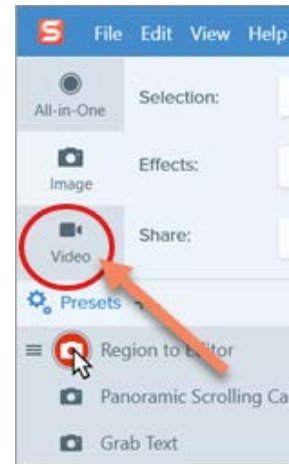 S File Edit View Help
All-in-One Selection:
Image Effects:
Video Share:
Presets +
Region to Editor
Panoramic Scrolling Ca
Grab Text